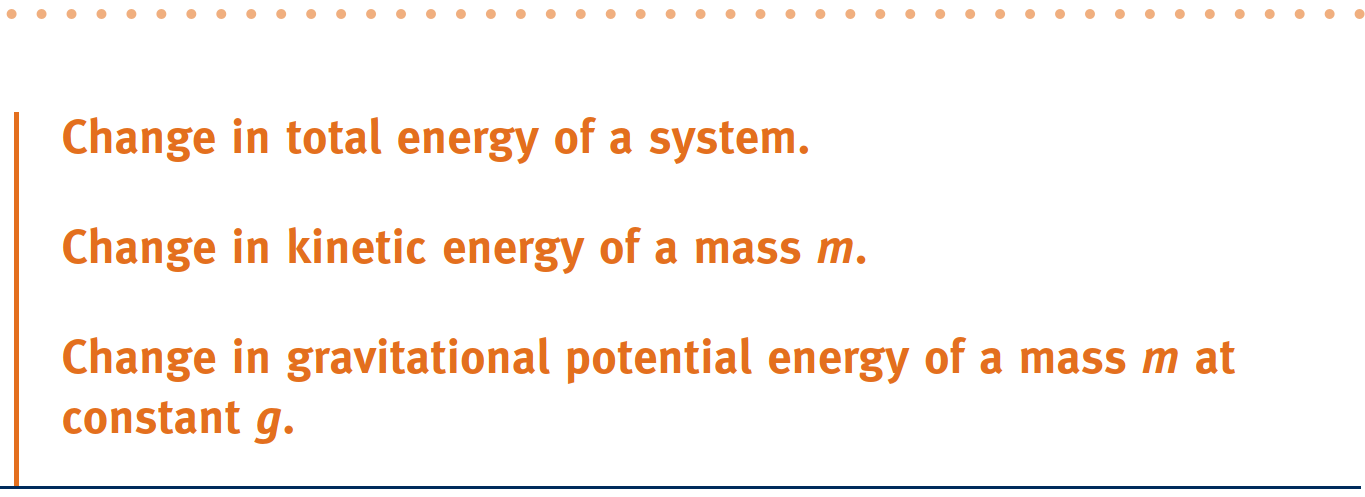 Change in total energy of a system.
Change in kinetic energy of a mass m.
Change in gravitational potential energy of a mass m at
constant g.